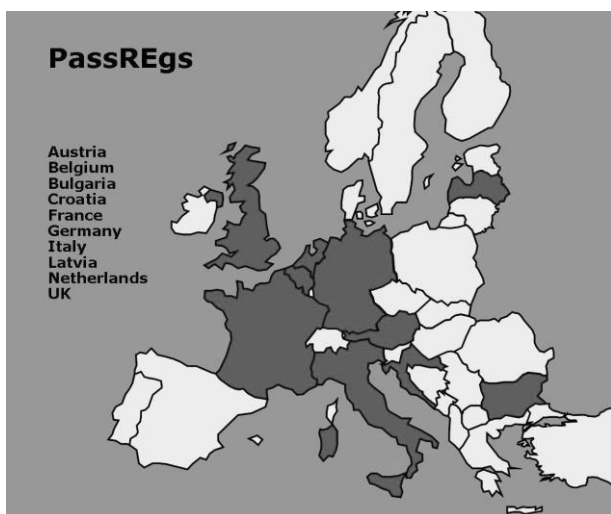 PassREgs
Austria
Belgium
Bulgaria
Croatia
France
Germany
Italy
Latvia
Netherlands
UK